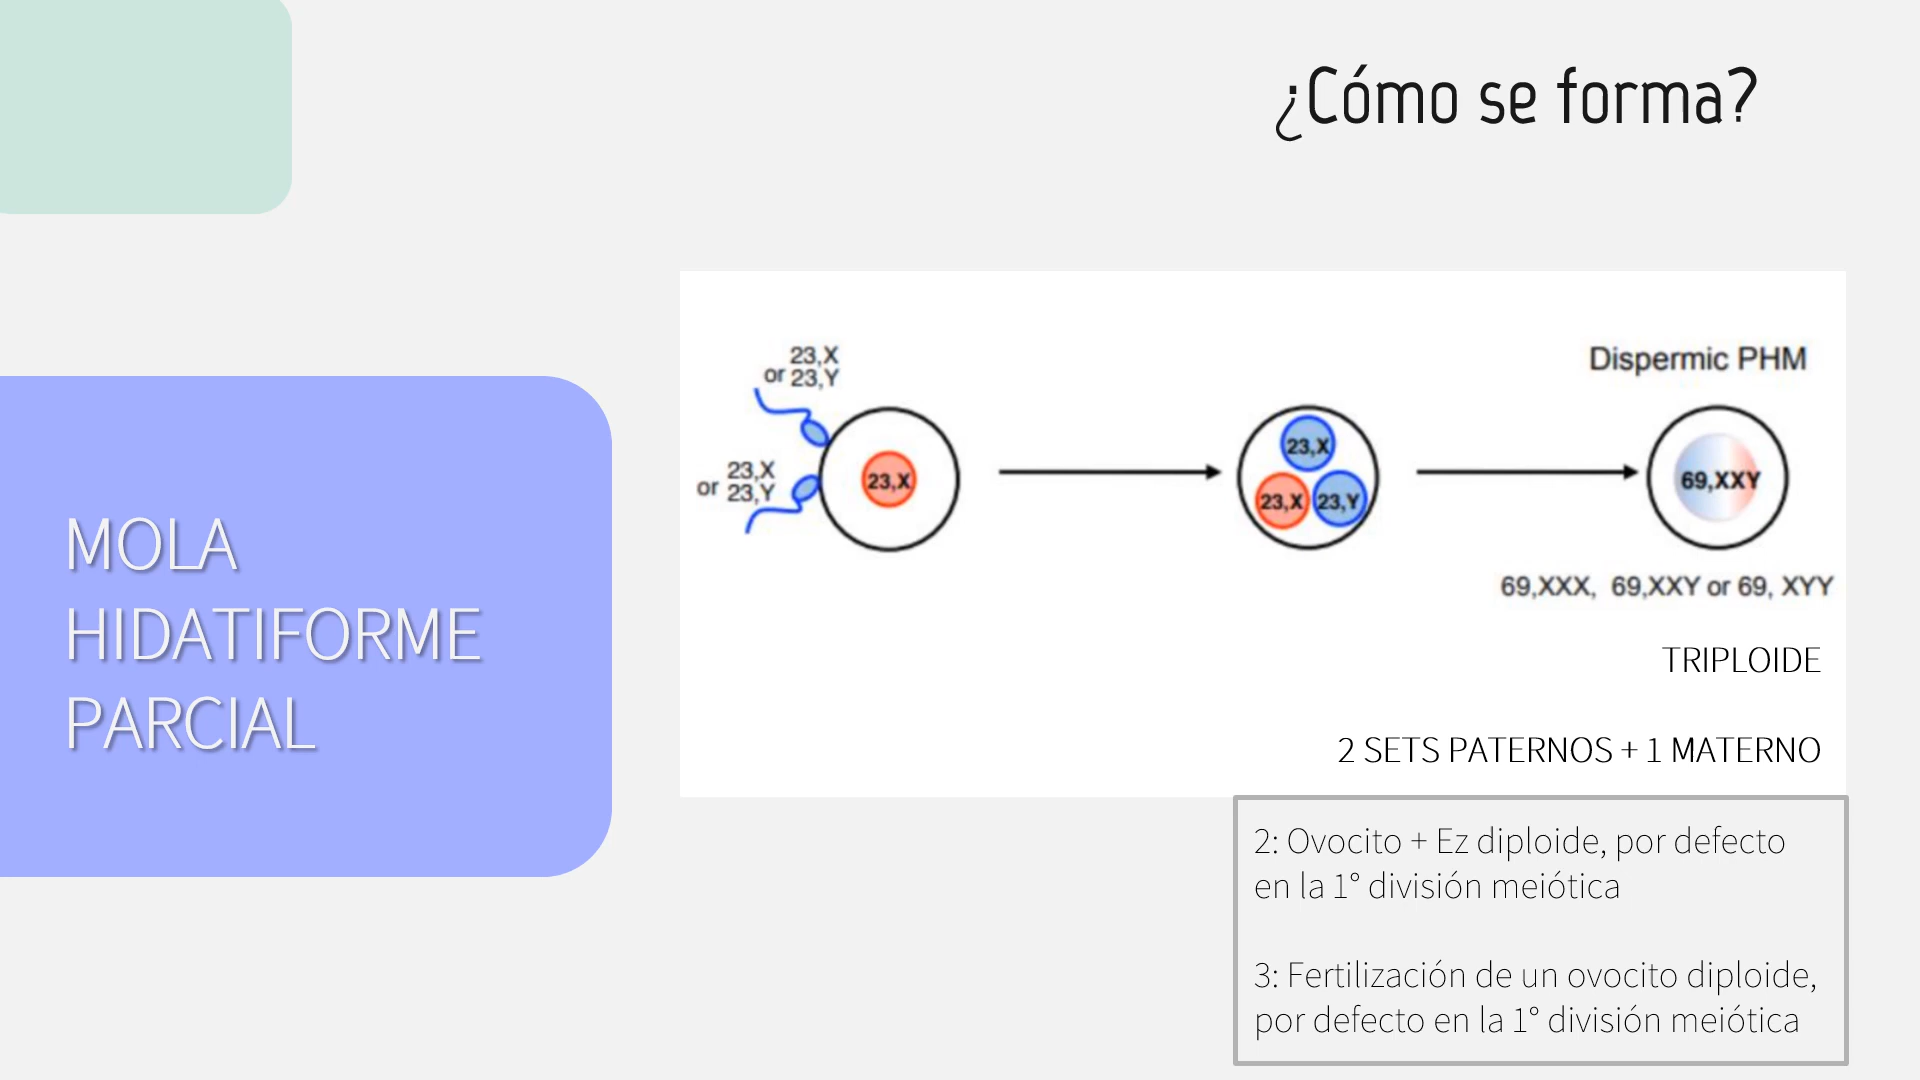 ¿Cómo se forma?
MOLA
HIDATIFORME
PARCIAL
23,X
or 23,Y
23,X
or 23,Y
23,X
23,X
23,X
23,Y
Dispermic PHM
69,XXY
69,XXX, 69,XXY or 69, XYY
TRIPLOIDE
2 SETS PATERNOS + 1 MATERNO
2: Ovocito + Ez diploide, por defecto
en la 1° división meiótica
3: Fertilización de un ovocito diploide,
por defecto en la 1° división meiótica